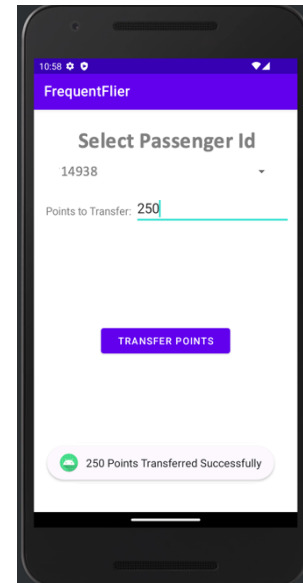 10:58
FrequentFlier
Select Passenger Id
14938
Points to Transfer: 250
TRANSFER POINTS
250 Points Transferred Successfully